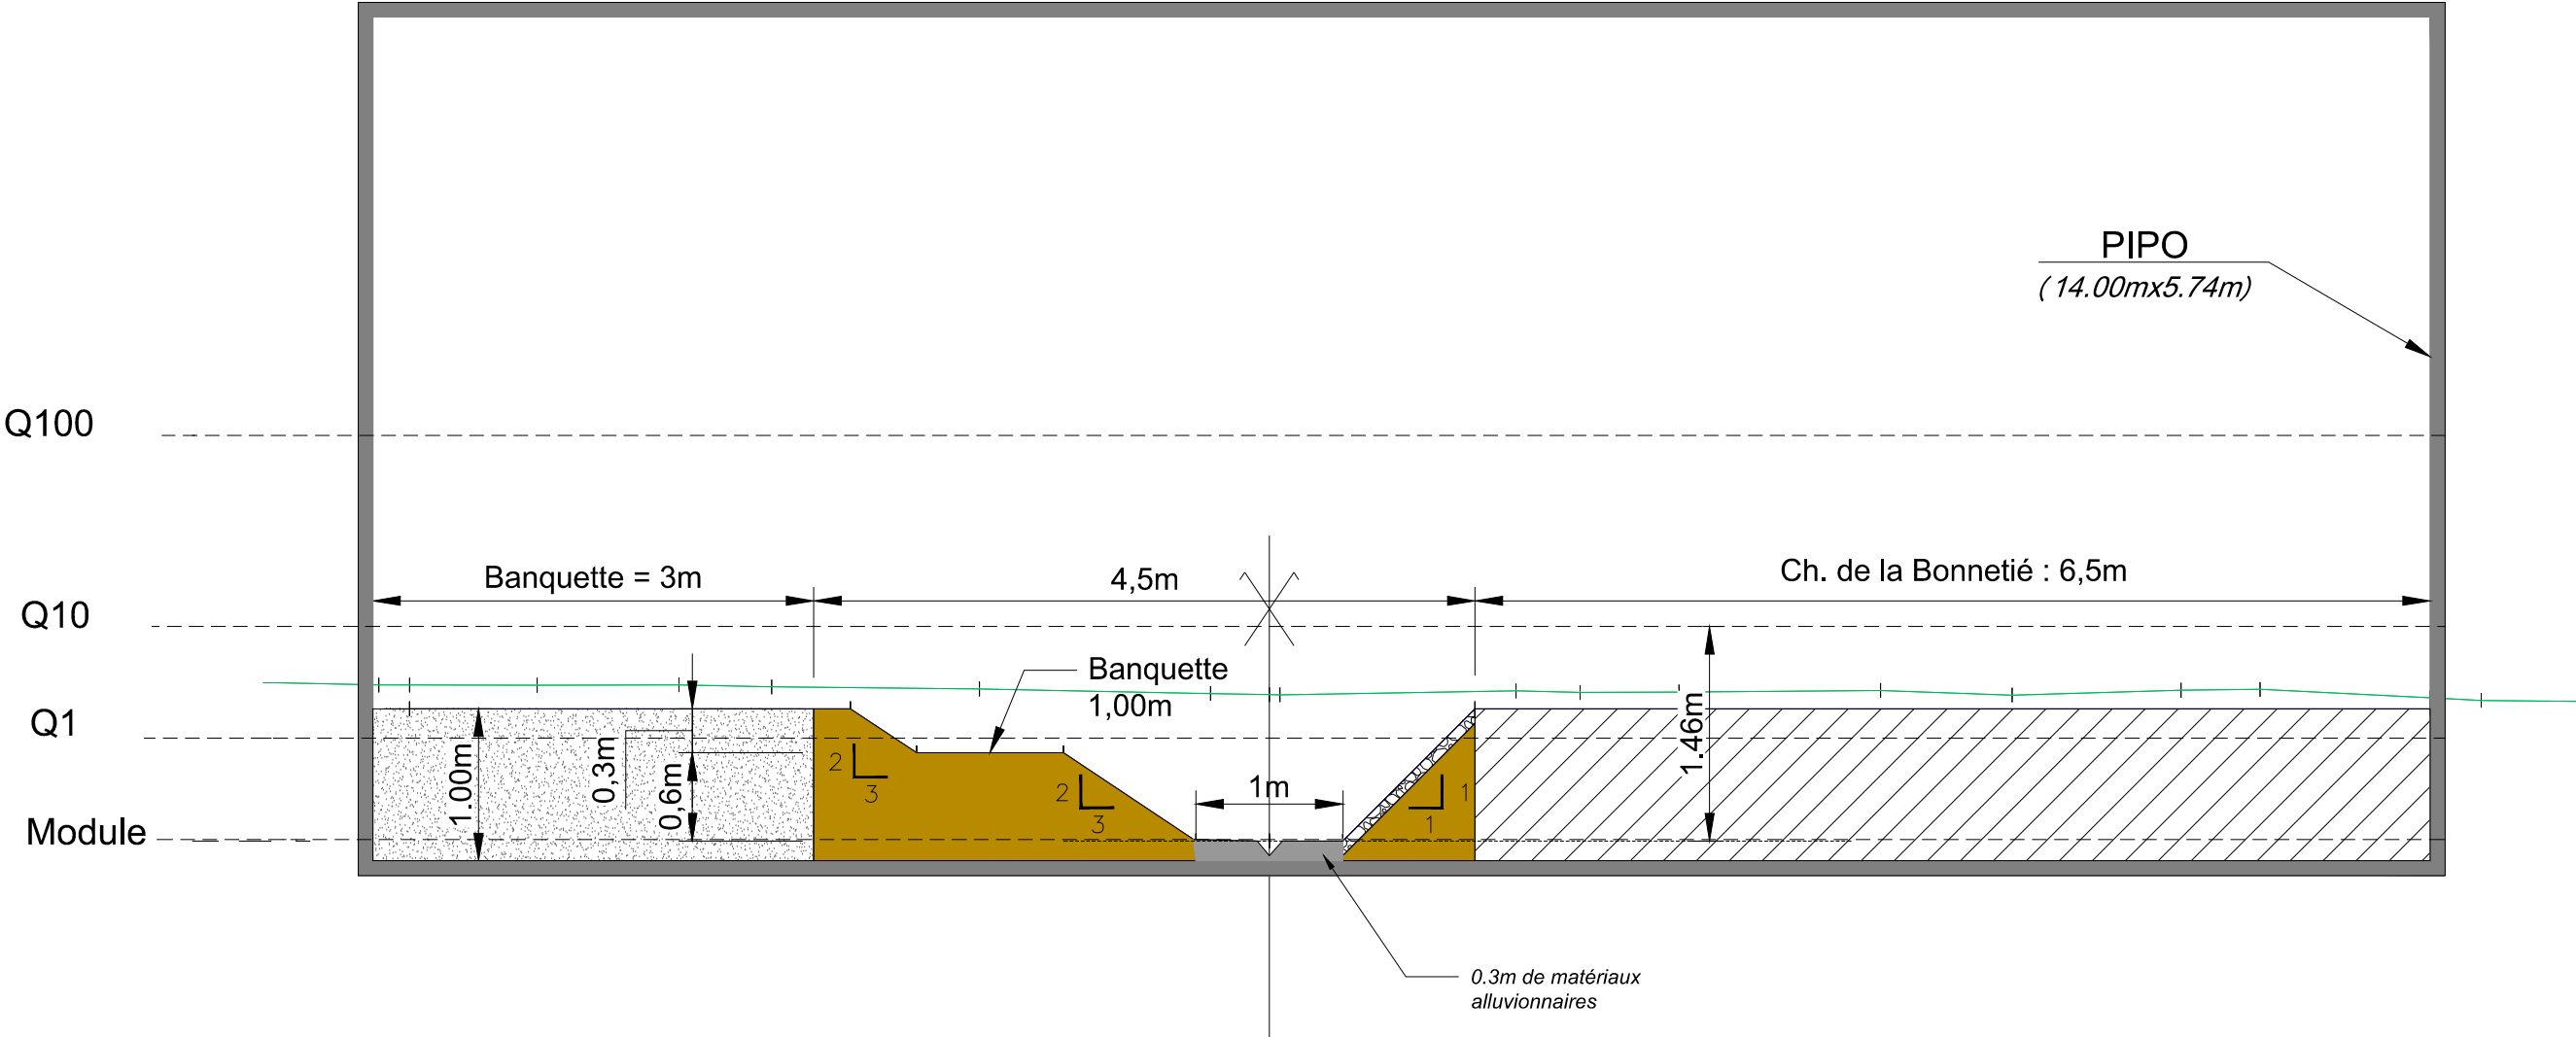 PIPO
(14.00mx5.74m)
Q100
Banquette = 3m
4,5m
Ch. de la Bonnetié : 6,5m
Q10
Banquette
1,00m
Q1
1.00m
0,3m
0,6m
2
3
2
3
1m
1
1
1.46m
Module
0.3m de matériaux
alluvionnaires